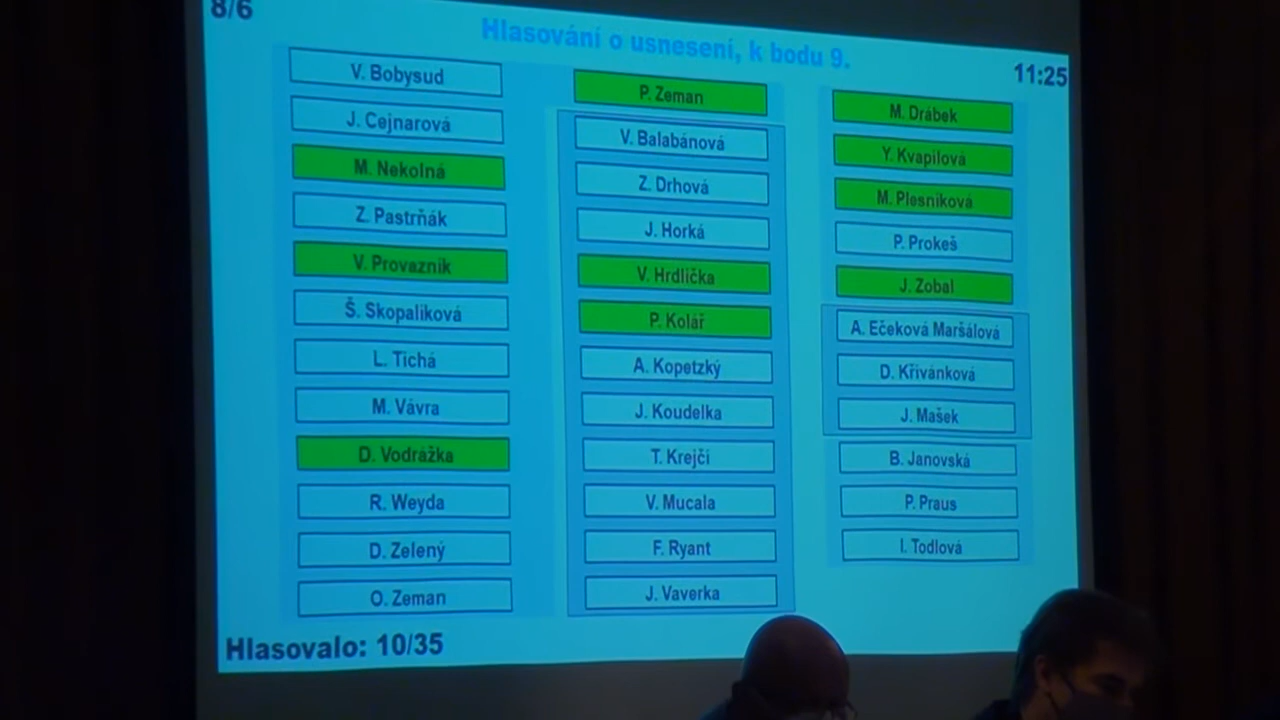 8/6
Hlasování o usnesení, k bodu 9.
11:25
V. Bobysud
J. Cejnarová
M. Nekolná
Z. Pastrňák
V. Provazník
Š. Skopalíková
L. Tichá
M. Vávra
D. Vodrážka
R. Weyda
D. Zelený
O. Zeman
P. Zeman
V. Balabánová
Z. Drhová
J. Horká
V. Hrdlička
P. Kolář
A. Kopetzký
J. Koudelka
T. Krejčí
V. Mucala
F. Ryant
J. Vaverka
M. Drábek
Y. Kvapilová
M. Plesníková
P. Prokeš
J. Zobal
A. Ečeková Maršálová
D. Křivánková
J. Mašek
B. Janovská
P. Praus
I. Todlová
Hlasovalo: 10/35